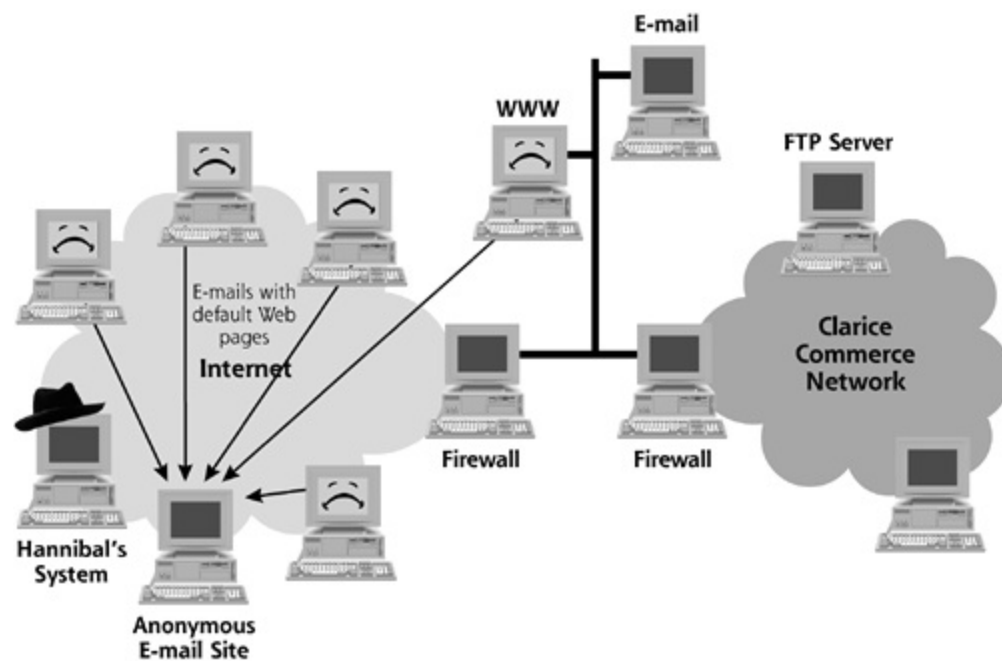 E-mail
WWW
FTP Server
E-mails with
default Web
pages
Internet
Clarice
Commerce
Network
Firewall
Firewall
Hannibal's
System
Anonymous
E-mail Site